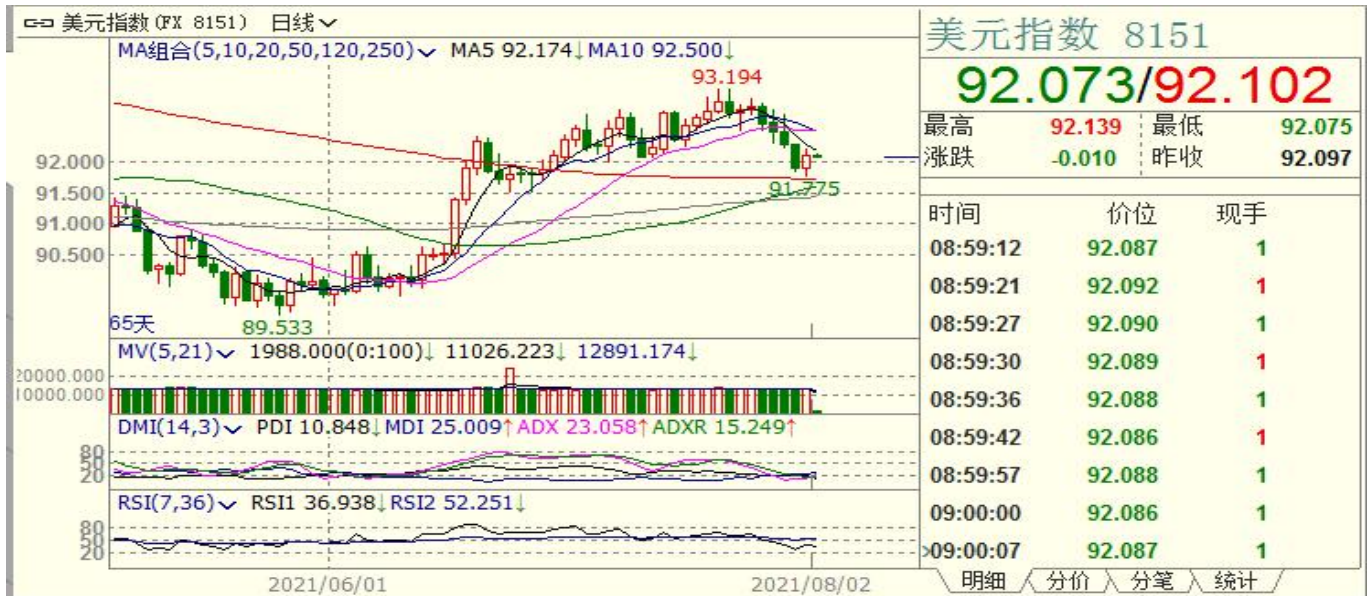 美元指数(FX 8151) 日线
MA组合(5,10,20,50,120,250) MA5 92.174↓MA10 92.500↓
93.194
92.000
91.500
91.000
90.500
91.775
89.533
65天
MV(5,21) 1988.000(0:100)↓ 11026.223↓ 12891.174↓
20000.000
10000.000
DMI(14,3) PDI 10.848↓MDI 25.009↑ADX 23.058↑ADXR 15.249↑
80
50
20
RSI(7,36) RSI1 36.938↓RSI2 52.251↓
80
50
20
2021/06/01 2021/08/02
美元指数 8151
92.073/92.102
最高 92.139 最低 92.075
涨跌 -0.010 昨收 92.097
时间 价位 现手
08:59:12 92.087 1
08:59:21 92.092 1
08:59:27 92.090 1
08:59:30 92.089 1
08:59:36 92.088 1
08:59:42 92.086 1
08:59:57 92.088 1
09:00:00 92.086 1
>09:00:07 92.087 1
明细 分价 分笔 统计